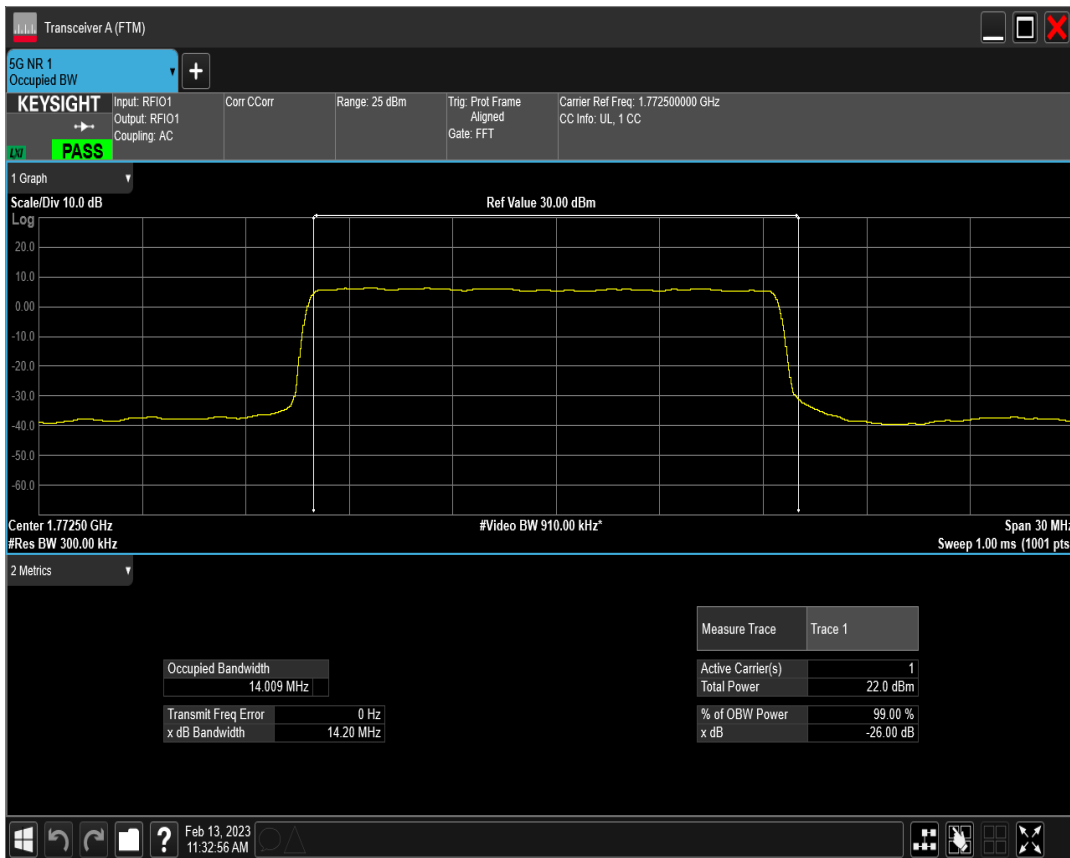 Transceiver A (FTM)
5G NR 1
Occupied BW
+
KEYSIGHT
LXI
PASS
Input: RFIO1
Output: RFIO1
Coupling: AC
Corr CCorr
Range: 25 dBm
Trig: Prot Frame
Aligned
Gate: FFT
Carrier Ref Freq: 1.772500000 GHz
CC Info: UL, 1 CC
1 Graph
Scale/Div 10.0 dB
Ref Value 30.00 dBm
Log
20.0
10.0
0.00
-10.0
-20.0
-30.0
-40.0
-50.0
-60.0
Center 1.77250 GHz
#Video BW 910.00 kHz*
Span 30 MHz
#Res BW 300.00 kHz
Sweep 1.00 ms (1001 pts
2 Metrics
Measure Trace
Trace 1
Occupied Bandwidth
14.009 MHz
Active Carrier(s) 1
Total Power 22.0 dBm
Transmit Freq Error 0 Hz
x dB Bandwidth 14.20 MHz
% of OBW Power 99.00 %
x dB -26.00 dB
?
Feb 13, 2023
11:32:56 AM